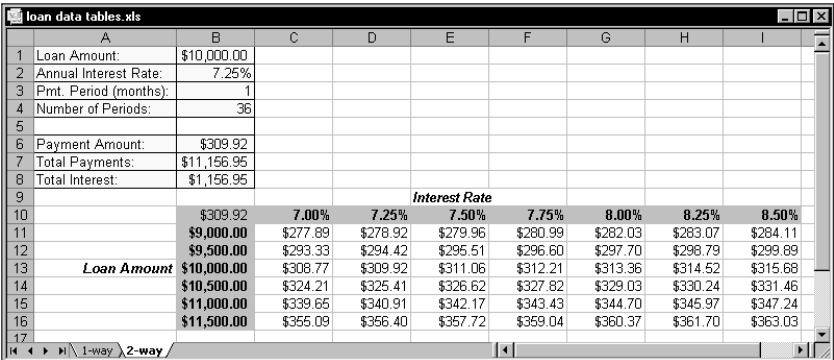 loan data tables.xls
A B C D E F G H I
1 Loan Amount: $10,000.00
2 Annual Interest Rate: 7.25%
3 Pmt. Period (months): 1
4 Number of Periods: 36
5
6 Payment Amount: $309.92
7 Total Payments: $11,156.95
8 Total Interest: $1,156.95
9 Interest Rate
10 $309.92 7.00% 7.25% 7.50% 7.75% 8.00% 8.25% 8.50%
11 $9,000.00 $277.89 $278.92 $279.96 $280.99 $282.03 $283.07 $284.11
12 $9,500.00 $293.33 $294.42 $295.51 $296.60 $297.70 $298.79 $299.89
13 Loan Amount $10,000.00 $308.77 $309.92 $311.06 $312.21 $313.36 $314.52 $315.68
14 $10,500.00 $324.21 $325.41 $326.62 $327.82 $329.03 $330.24 $331.46
15 $11,000.00 $339.65 $340.91 $342.17 $343.43 $344.70 $345.97 $347.24
16 $11,500.00 $355.09 $356.40 $357.72 $359.04 $360.37 $361.70 $363.03
17
1-way 2-way